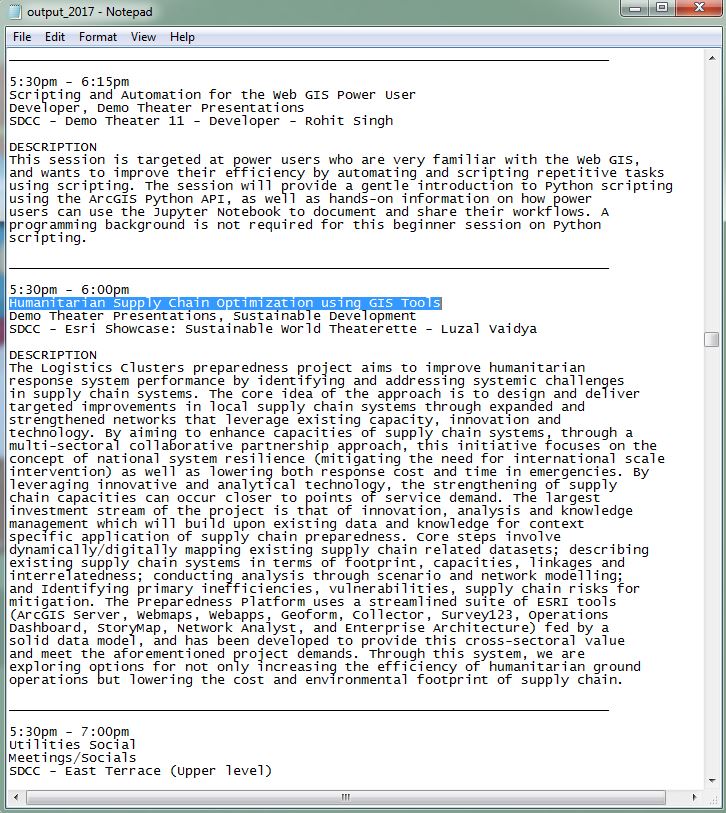 output_2017 - Notepad
File Edit Format View Help
5:30pm - 6:15pm
Scripting and Automation for the Web GIS Power User
Developer, Demo Theater Presentations
SDCC - Demo Theater 11 - Developer - Rohit Singh
DESCRIPTION
This session is targeted at power users who are very familiar with the Web GIS,
and wants to improve their efficiency by automating and scripting repetitive tasks
using scripting. The session will provide a gentle introduction to Python scripting
using the ArcGIS Python API, as well as hands-on information on how power
users can use the Jupyter Notebook to document and share their workflows. A
programming background is not required for this beginner session on Python
scripting.
5:30pm - 6:00pm
Humanitarian Supply Chain Optimization using GIS Tools
Demo Theater Presentations, Sustainable Development
SDCC - Esri Showcase: Sustainable World Theaterette - Luzal Vaidya
DESCRIPTION
The Logistics Clusters preparedness project aims to improve humanitarian
response system performance by identifying and addressing systemic challenges
in supply chain systems. The core idea of the approach is to design and deliver
targeted improvements in local supply chain systems through expanded and
strengthened networks that leverage existing capacity, innovation and
technology. By aiming to enhance capacities of supply chain systems, through a
multi-sectoral collaborative partnership approach, this initiative focuses on the
concept of national system resilience (mitigating the need for international scale
intervention) as well as lowering both response cost and time in emergencies. By
leveraging innovative and analytical technology, the strengthening of supply
chain capacities can occur closer to points of service demand. The largest
investment stream of the project is that of innovation, analysis and knowledge
management which will build upon existing data and knowledge for context
specific application of supply chain preparedness. Core steps involve
dynamically/digitally mapping existing supply chain related datasets; describing
existing supply chain systems in terms of footprint, capacities, linkages and
interrelatedness; conducting analysis through scenario and network modelling;
and Identifying primary inefficiencies, vulnerabilities, supply chain risks for
mitigation. The Preparedness Platform uses a streamlined suite of ESRI tools
(ArcGIS Server, Webmaps, Webapps, Geoform, Collector, Survey123, Operations
Dashboard, StoryMap, Network Analyst, and Enterprise Architecture) fed by a
solid data model, and has been developed to provide this cross-sectoral value
and meet the aforementioned project demands. Through this system, we are
exploring options for not only increasing the efficiency of humanitarian ground
operations but lowering the cost and environmental footprint of supply chain.
5:30pm - 7:00pm
Utilities Social
Meetings/Socials
SDCC - East Terrace (Upper level)